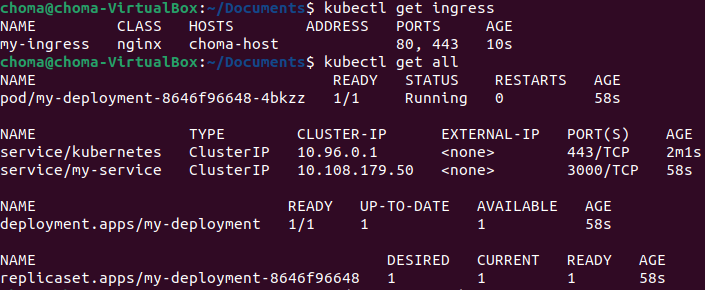 choma@choma-VirtualBox:~/Documents$ kubectl get ingress
NAME         CLASS   HOSTS        ADDRESS   PORTS     AGE
my-ingress   nginx   choma-host             80, 443   10s
choma@choma-VirtualBox:~/Documents$ kubectl get all
NAME                                 READY   STATUS    RESTARTS   AGE
pod/my-deployment-8646f96648-4bkzz   1/1     Running   0          58s
NAME                 TYPE        CLUSTER-IP      EXTERNAL-IP   PORT(S)    AGE
service/kubernetes   ClusterIP   10.96.0.1       <none>        443/TCP    2m1s
service/my-service   ClusterIP   10.108.179.50   <none>        3000/TCP   58s
NAME                            READY   UP-TO-DATE   AVAILABLE   AGE
deployment.apps/my-deployment   1/1     1            1           58s
NAME                                       DESIRED   CURRENT   READY   AGE
replicaset.apps/my-deployment-8646f96648   1         1         1       58s